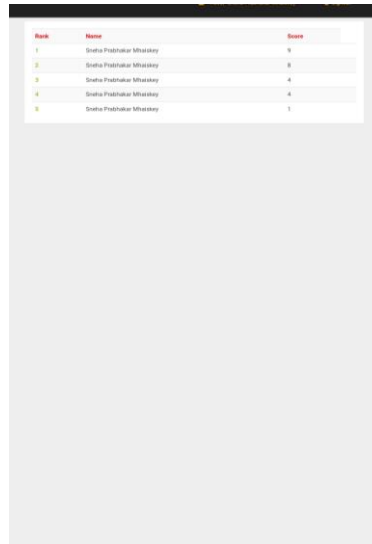 Rank Name Score
1 Sneha Prabhakar Mhaiskey 9
2 Sneha Prabhakar Mhaiskey 8
3 Sneha Prabhakar Mhaiskey 4
4 Sneha Prabhakar Mhaiskey 4
5 Sneha Prabhakar Mhaiskey 1